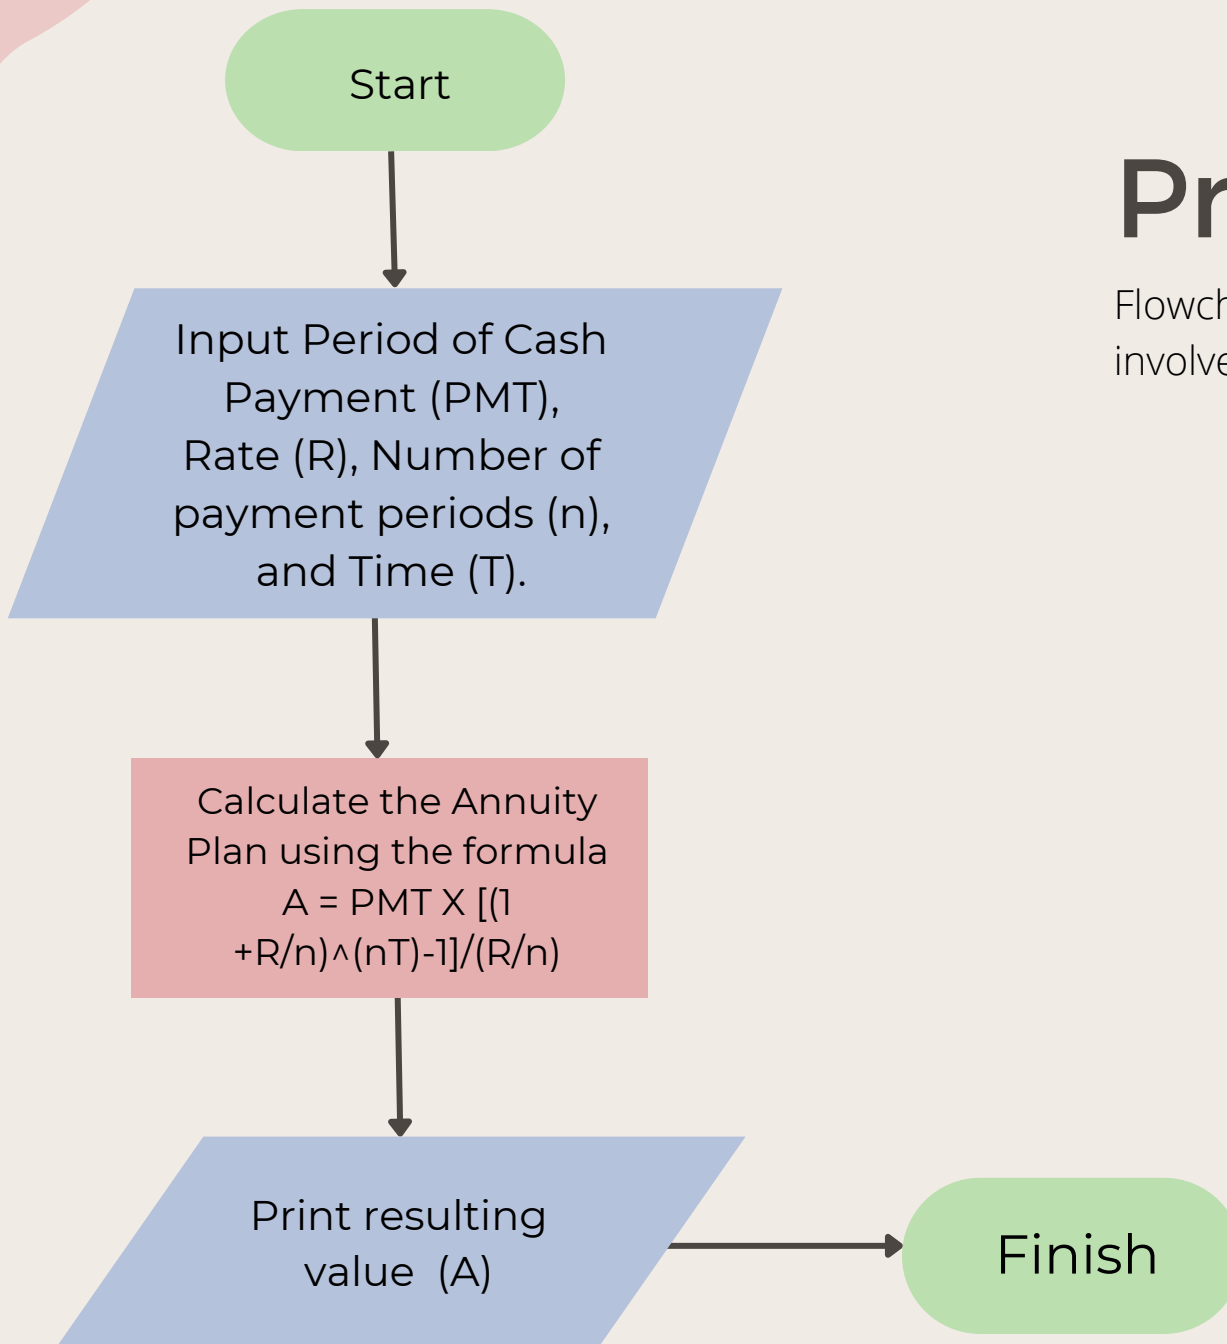 Start
Input Period of Cash
Payment (PMT),
Rate (R), Number of
payment periods (n),
and Time (T).
Calculate the Annuity
Plan using the formula
A = PMT X [(1
+R/n)^(nT)-1]/(R/n)
Print resulting
value (A)
Finish